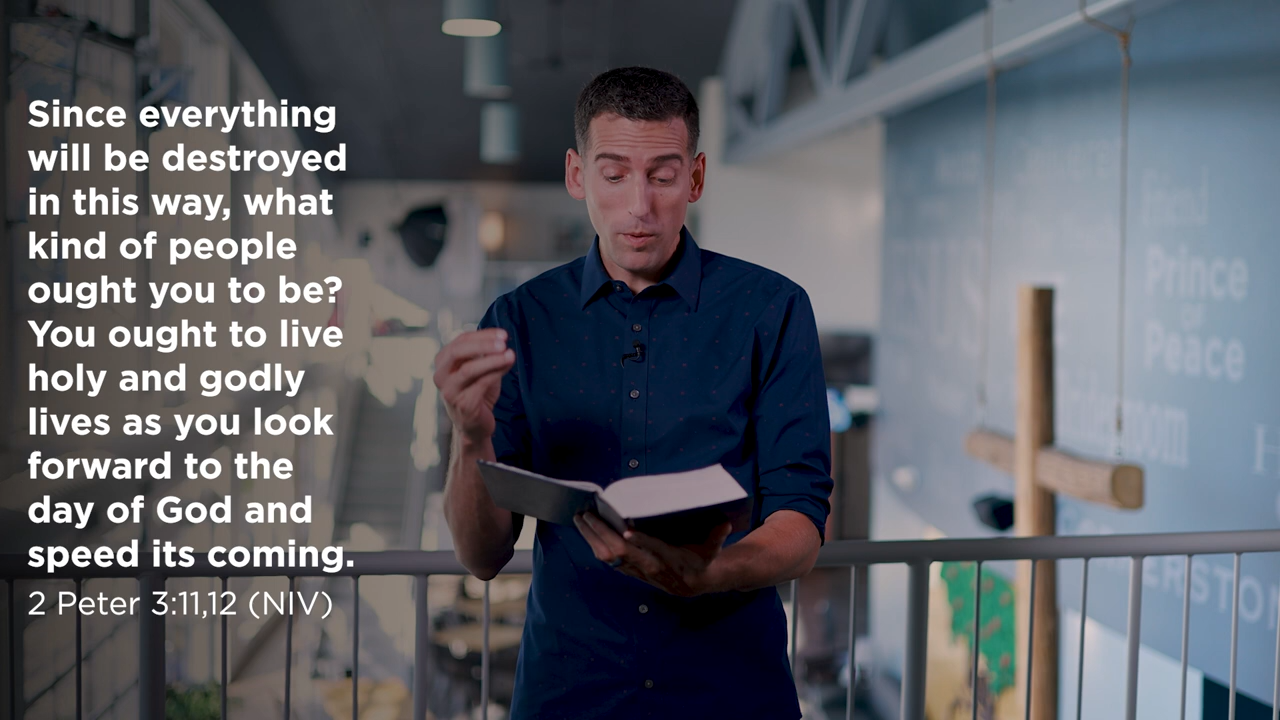 Since everything
will be destroyed
in this way, what
kind of people
ought you to be?
You ought to live
holy and godly
lives as you look
forward to the
day of God and
speed its coming.
2 Peter 3:11,12 (NIV)
Prince
of
Peace